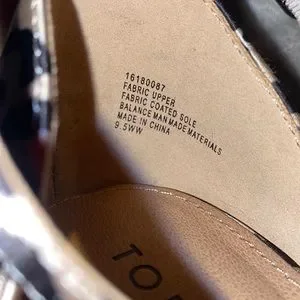 16180087
FABRIC UPPER
FABRIC COATED SOLE
BALANCE MAN MADE MATERIALS
MADE IN CHINA
9.5WW